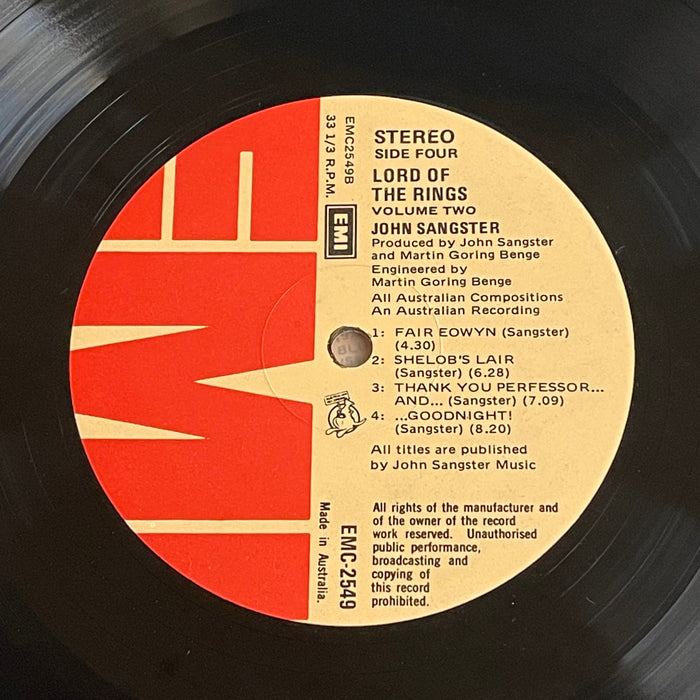 EMC2549B
33 1/3 R.P.M.
EMI
STEREO
SIDE FOUR
LORD OF
THE RINGS
VOLUME TWO
JOHN SANGSTER
Produced by John Sangster
and Martin Goring Benge
Engineered by
Martin Goring Benge
All Australian Compositions
An Australian Recording
1: FAIR EOWYN (Sangster)
(4.30)
2: SHELOB'S LAIR
(Sangster) (6.28)
3: THANK YOU PERFESSOR...
AND... (Sangster) (7.09)
4: ...GOODNIGHT!
(Sangster) (8.20)
All titles are published
by John Sangster Music
All rights of the manufacturer and
of the owner of the record
work reserved. Unauthorised
public performance,
broadcasting and
copying of
this record
prohibited.
EMC-2549
Made in Australia.
EMI